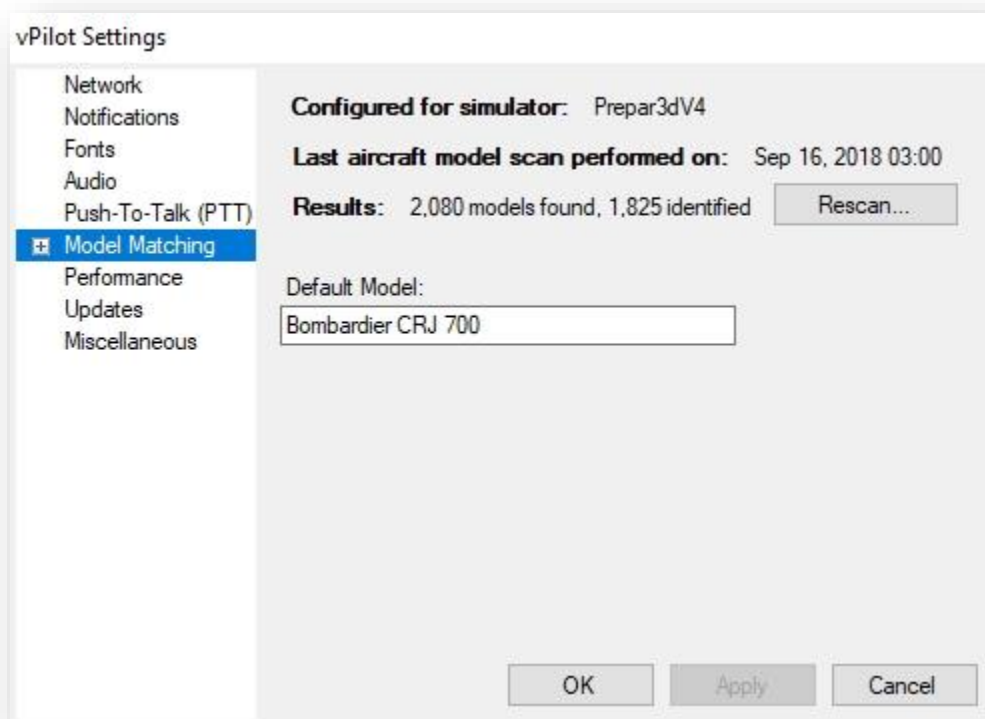 vPilot Settings
Network
Notifications
Fonts
Audio
Push-To-Talk (PTT)
Model Matching
Performance
Updates
Miscellaneous
Configured for simulator: Prepar3dV4
Last aircraft model scan performed on: Sep 16, 2018 03:00
Results: 2,080 models found, 1,825 identified Rescan...
Default Model:
Bombardier CRJ 700
OK Apply Cancel